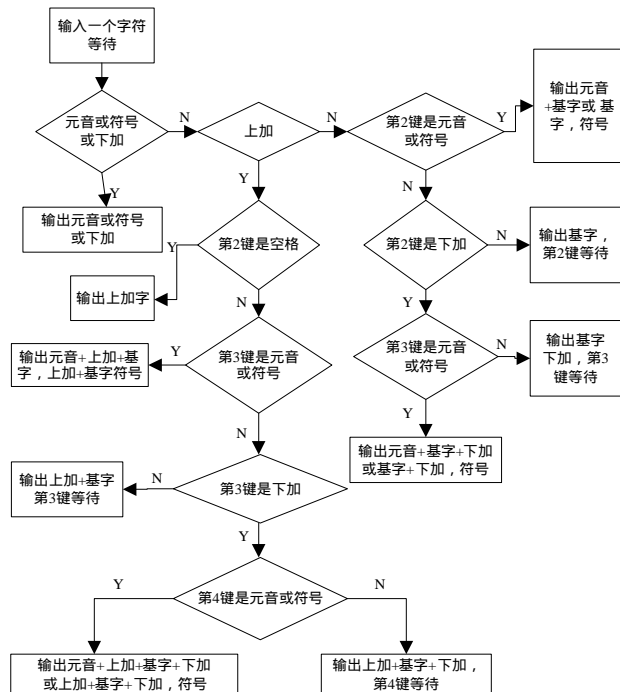 输入一个字符
等待
元音或符号
或下加
N
上加
N
第2键是元音
或符号
Y
输出元音
+基字或 基
字，符号
Y
输出元音或符号
或下加
Y
N
第2键是空格
Y
输出上加字
第2键是下加
N
输出基字，
第2键等待
N
Y
输出元音+上加+基
字，上加+基字符号
Y
第3键是元音
或符号
第3键是元音
或符号
N
输出基字
下加，第3
键等待
N
Y
输出元音+基字+下加
或基字+下加，符号
输出上加+基字
第3键等待
N
第3键是下加
Y
第4键是元音或符号
Y
N
输出元音+上加+基字+下加
或上加+基字+下加，符号
输出上加+基字+下加，
第4键等待